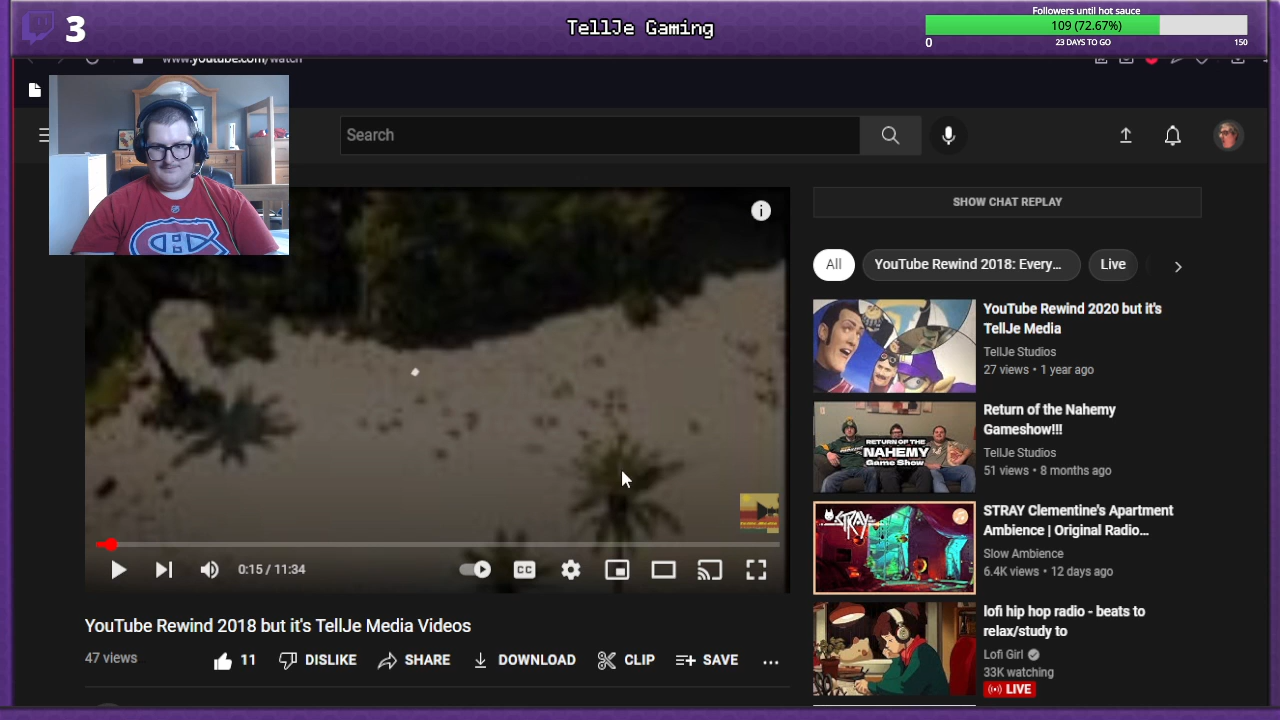 Followers until hot sauce
3
TellJe Gaming
109 (72.67%)
0
23 DAYS TO GO
150
www.youtube.com/watch
Search
SHOW CHAT REPLAY
All
YouTube Rewind 2018: Every...
Live
YouTube Rewind 2020 but it's
TellJe Media
TellJe Studios
27 views • 1 year ago
Return of the Nahemy
Gameshow!!!
TellJe Studios
51 views • 8 months ago
RETURN OF THE
NAHEMY
Game Show
STRAY Clementine's Apartment
Ambience | Original Radio...
Slow Ambience
6.4K views • 12 days ago
STRAY
lofi hip hop radio - beats to
relax/study to
Lofi Girl
33K watching
LIVE
0:15 / 11:34
CC
YouTube Rewind 2018 but it's TellJe Media Videos
47 views
11
DISLIKE
SHARE
DOWNLOAD
CLIP
SAVE